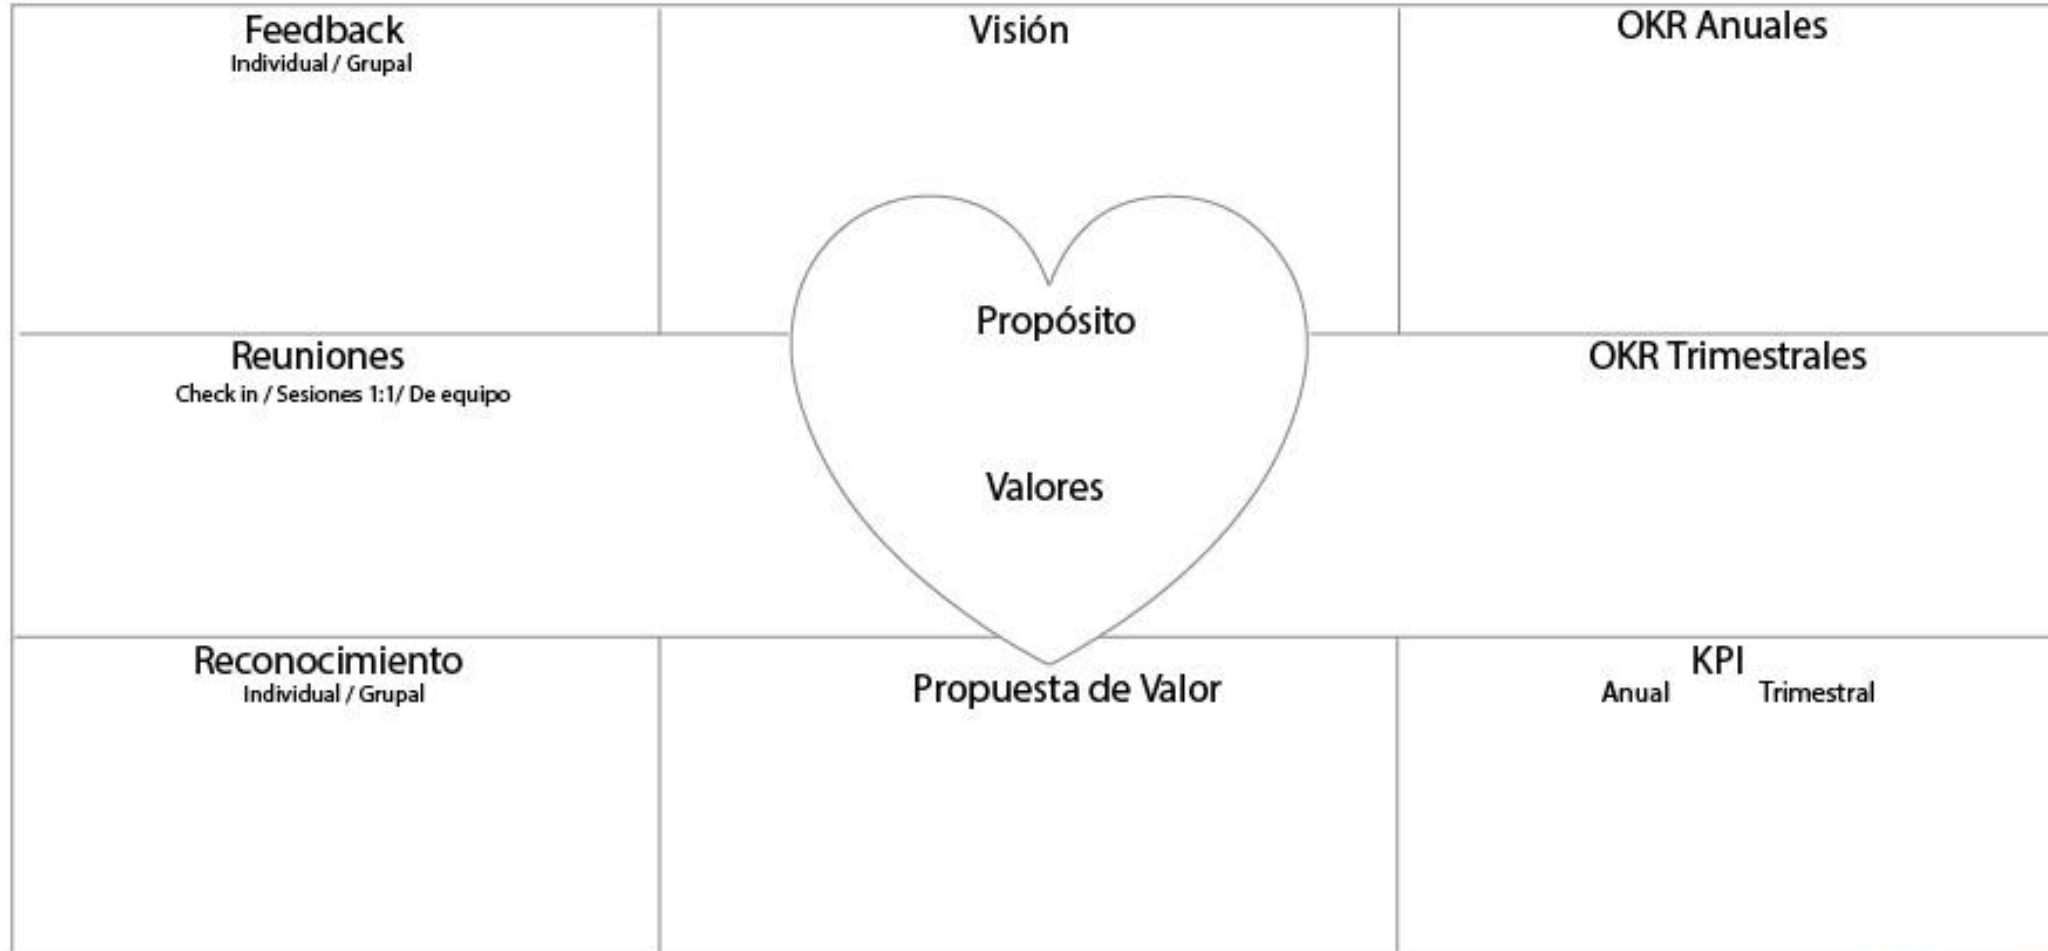 Feedback
Individual / Grupal
Visión
OKR Anuales
Propósito
Valores
Reuniones
Check in / Sesiones 1:1/ De equipo
OKR Trimestrales
Reconocimiento
Individual / Grupal
Propuesta de Valor
KPI
Anual Trimestral